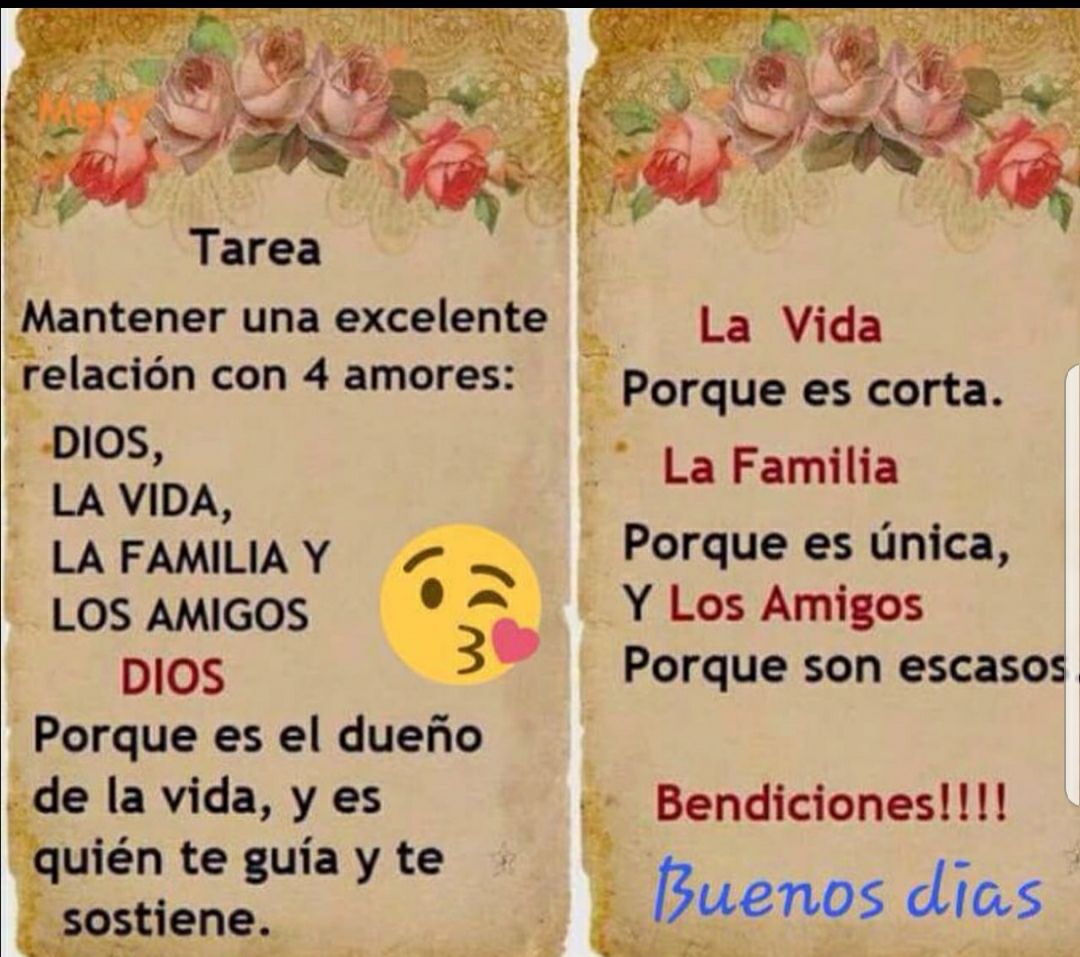 Mery
Tarea
Mantener una excelente
relación con 4 amores:
DIOS,
LA VIDA,
LA FAMILIA Y
LOS AMIGOS
DIOS
Porque es el dueño
de la vida, y es
quién te guía y te
sostiene.
La Vida
Porque es corta.
La Familia
Porque es única,
Y Los Amigos
Porque son escasos.
Bendiciones!!!!
Buenos dias